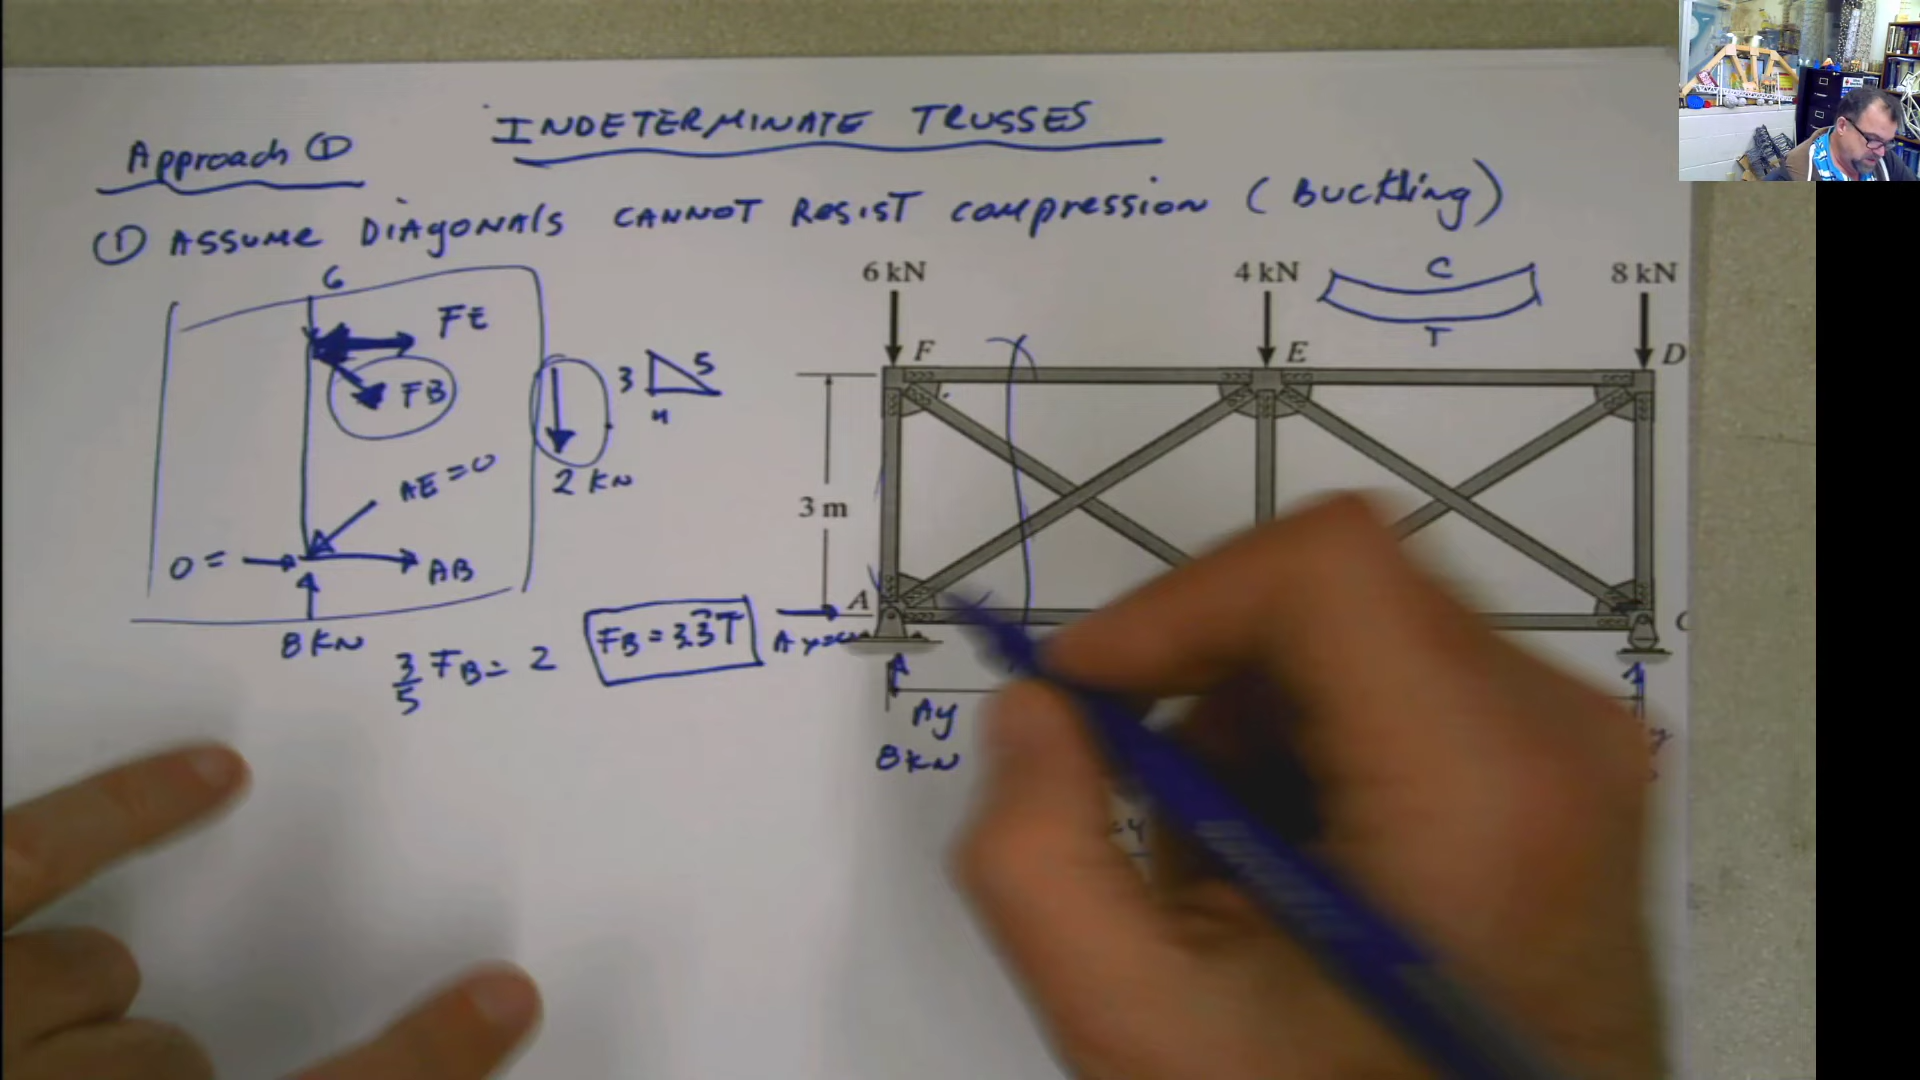 INDETERMINATE TRUSSES
Approach ①
① ASSUME DIAGONALS CANNOT RESIST COMPRESSION (BUCKLING)
6
FE
FB
AE=0
0=
AB
8 KN
2 KN
3
5
4
3/5 FB = 2
FB = 3.3 T
6 kN
4 kN
8 kN
C
T
F
E
D
3 m
A
Ay
8 KN